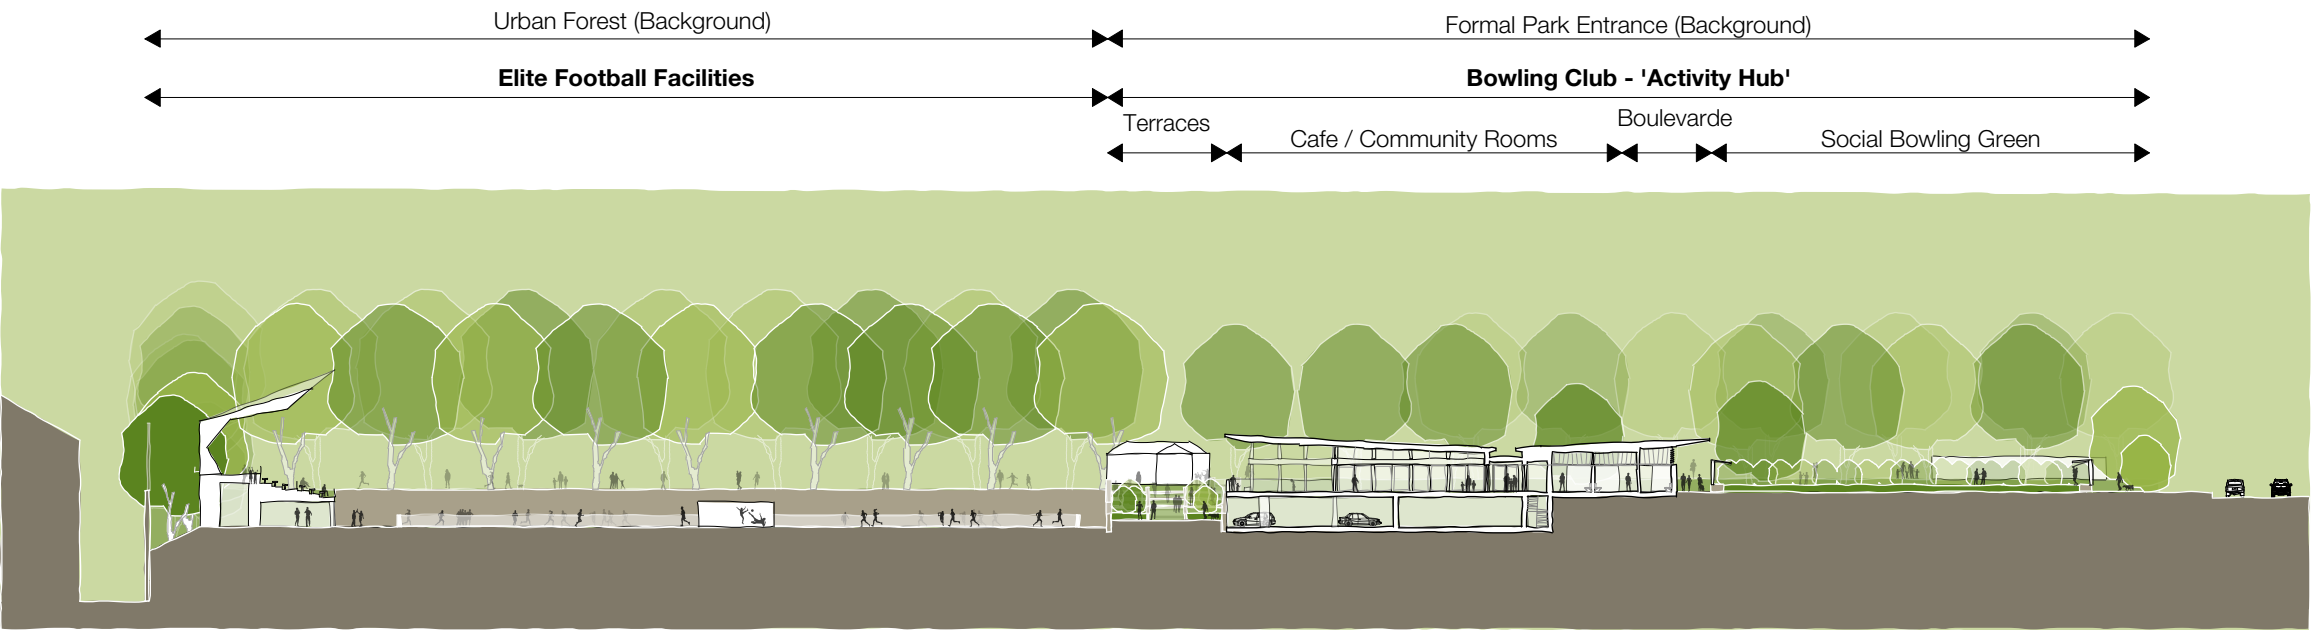 Urban Forest (Background)
Formal Park Entrance (Background)
Elite Football Facilities
Bowling Club - 'Activity Hub'
Terraces
Cafe / Community Rooms
Boulevarde
Social Bowling Green